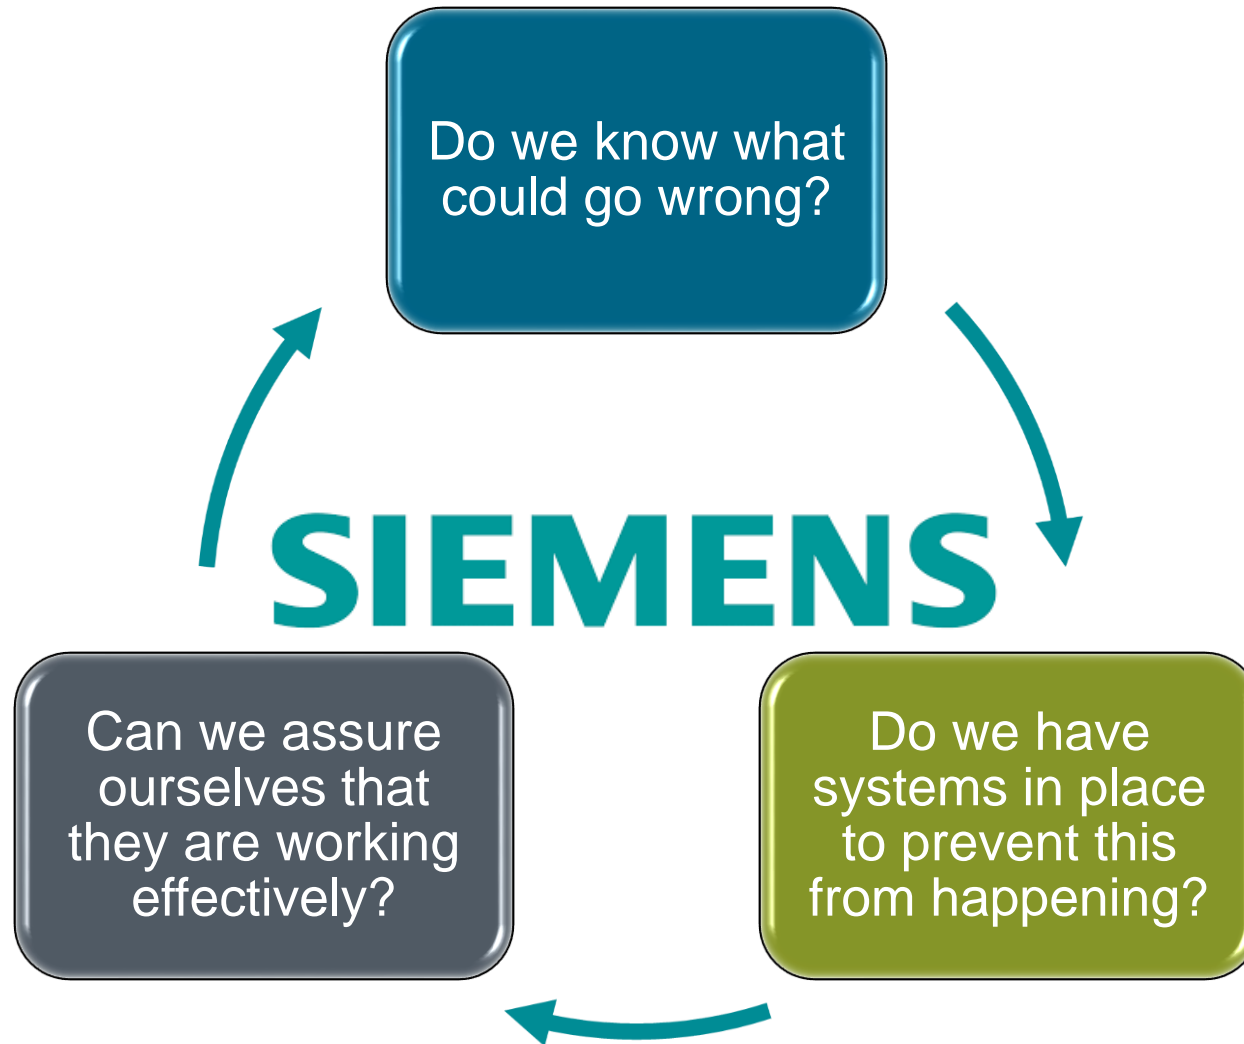 Do we know what
could go wrong?
SIEMENS
Can we assure
ourselves that
they are working
effectively?
Do we have
systems in place
to prevent this
from happening?